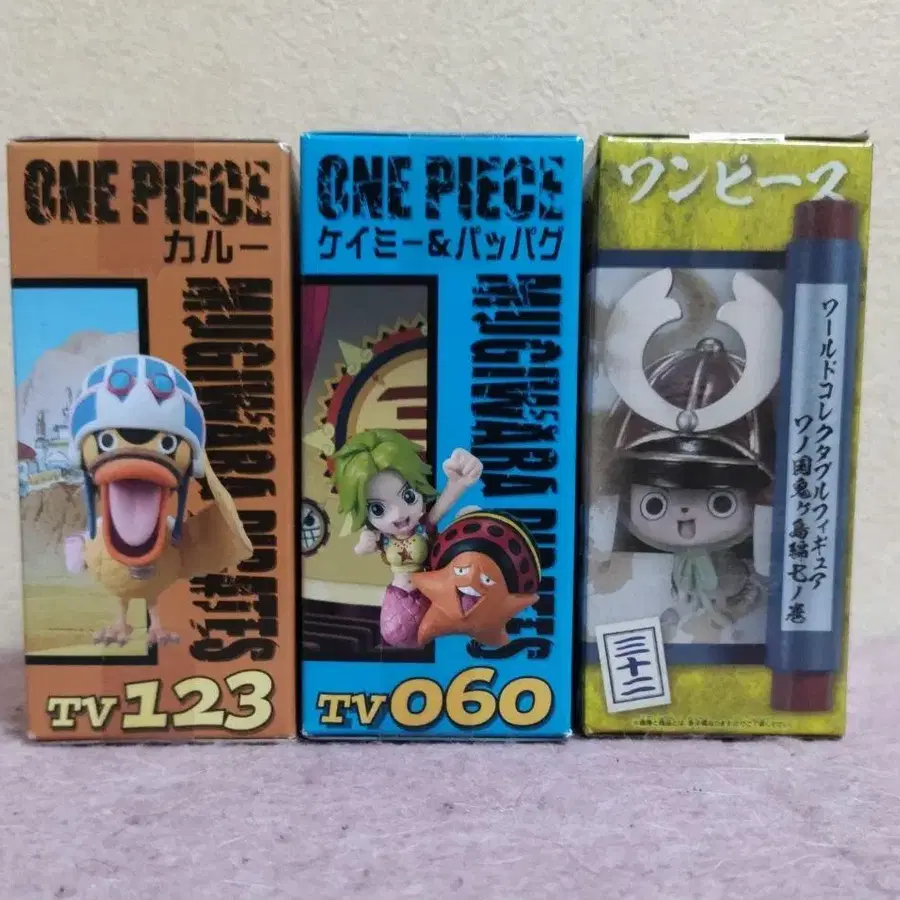 ONE PIECE
カルー
MUGIWARA PIRATES
TV123
ONE PIECE
ケイミー&パッパグ
MUGIWARA PIRATES
TV060
ワンピース
ワールドコレクタブルフィギュア
ワノ国鬼ヶ島編七ノ巻
三十二